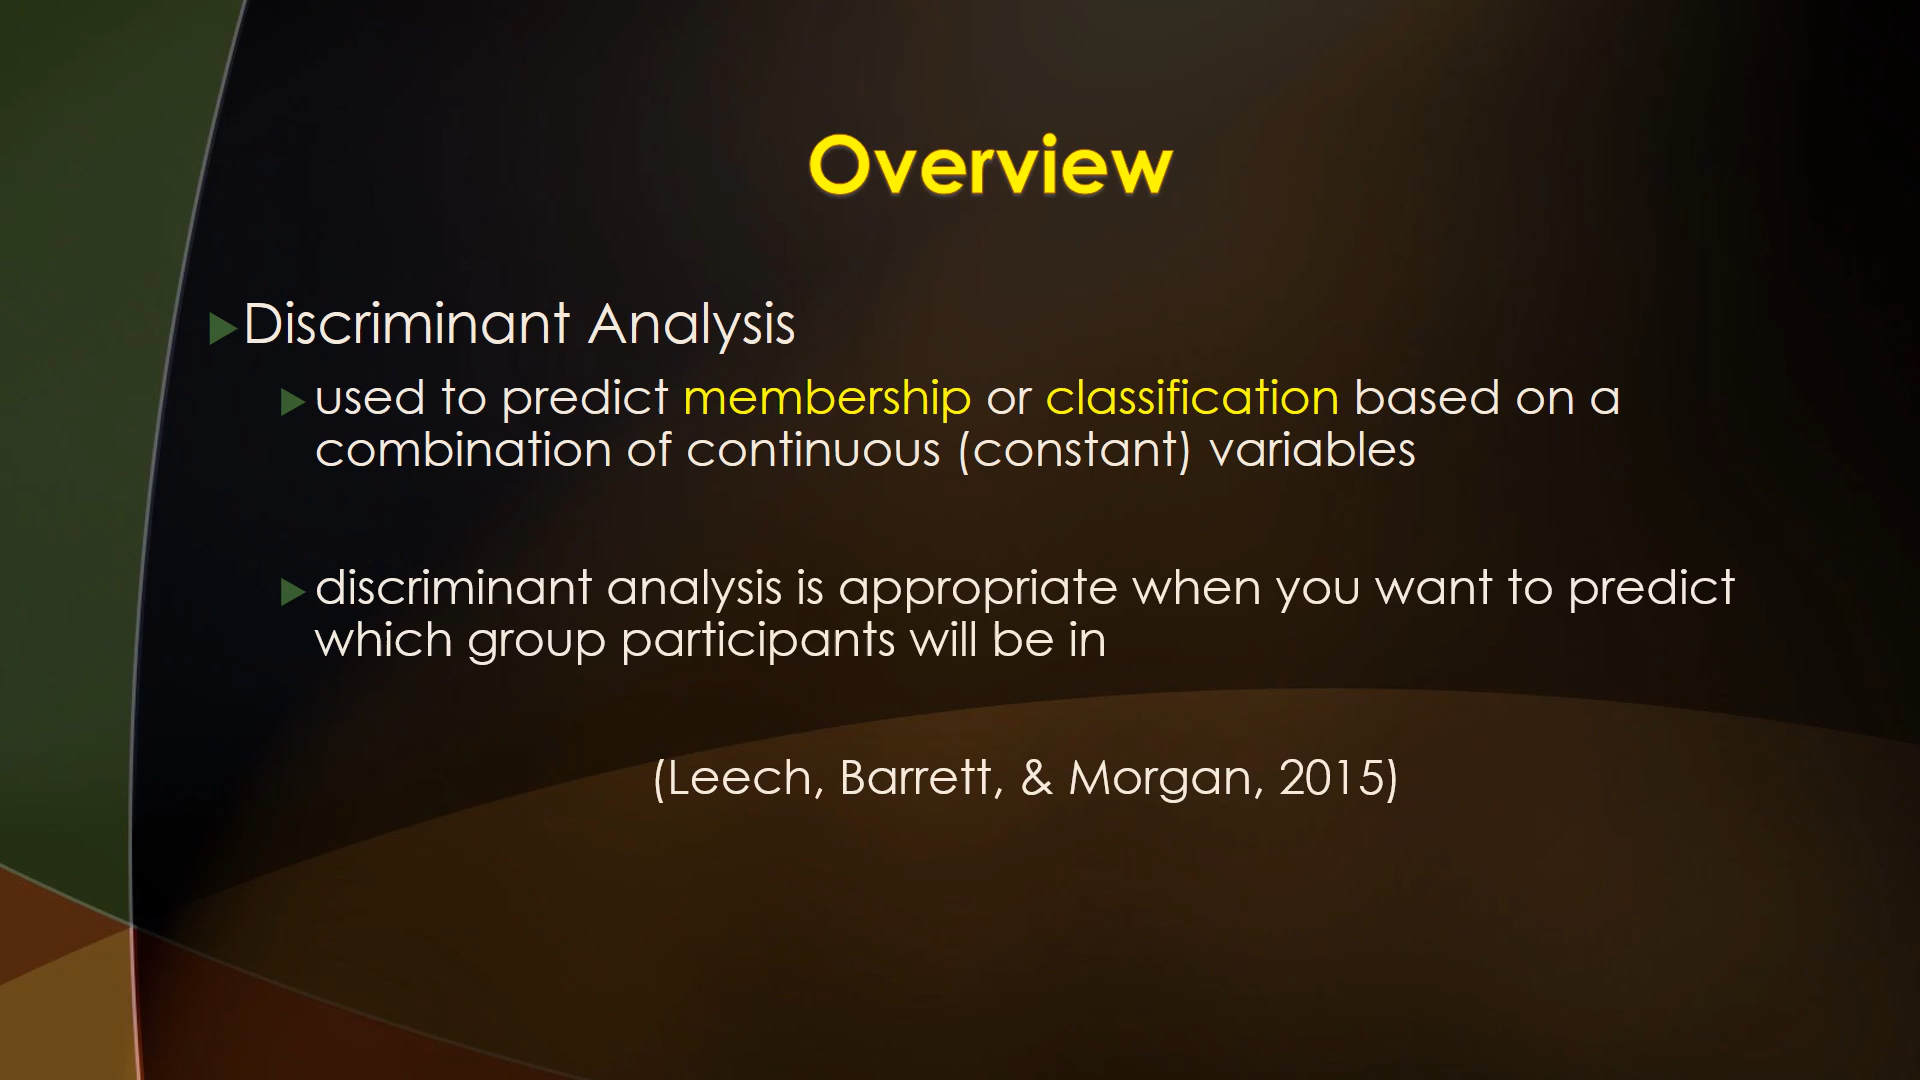 Overview
Discriminant Analysis
used to predict membership or classification based on a
combination of continuous (constant) variables
discriminant analysis is appropriate when you want to predict
which group participants will be in
(Leech, Barrett, & Morgan, 2015)